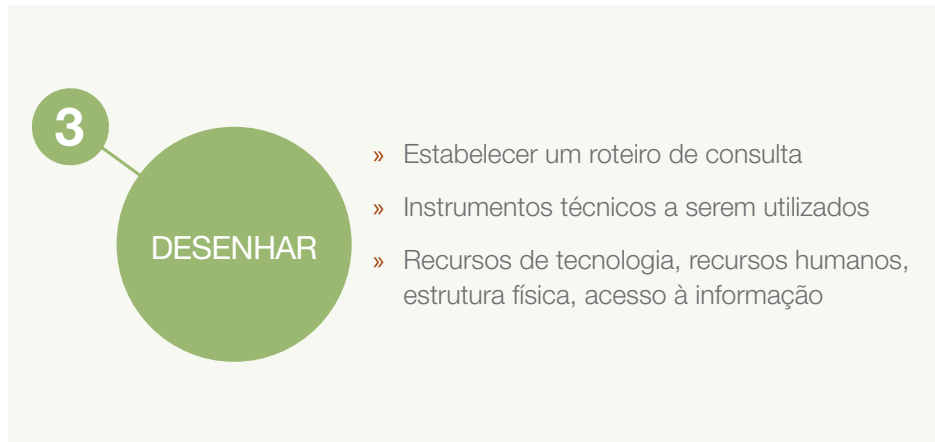 3
DESENHAR
» Estabelecer um roteiro de consulta
» Instrumentos técnicos a serem utilizados
» Recursos de tecnologia, recursos humanos,
estrutura física, acesso à informação